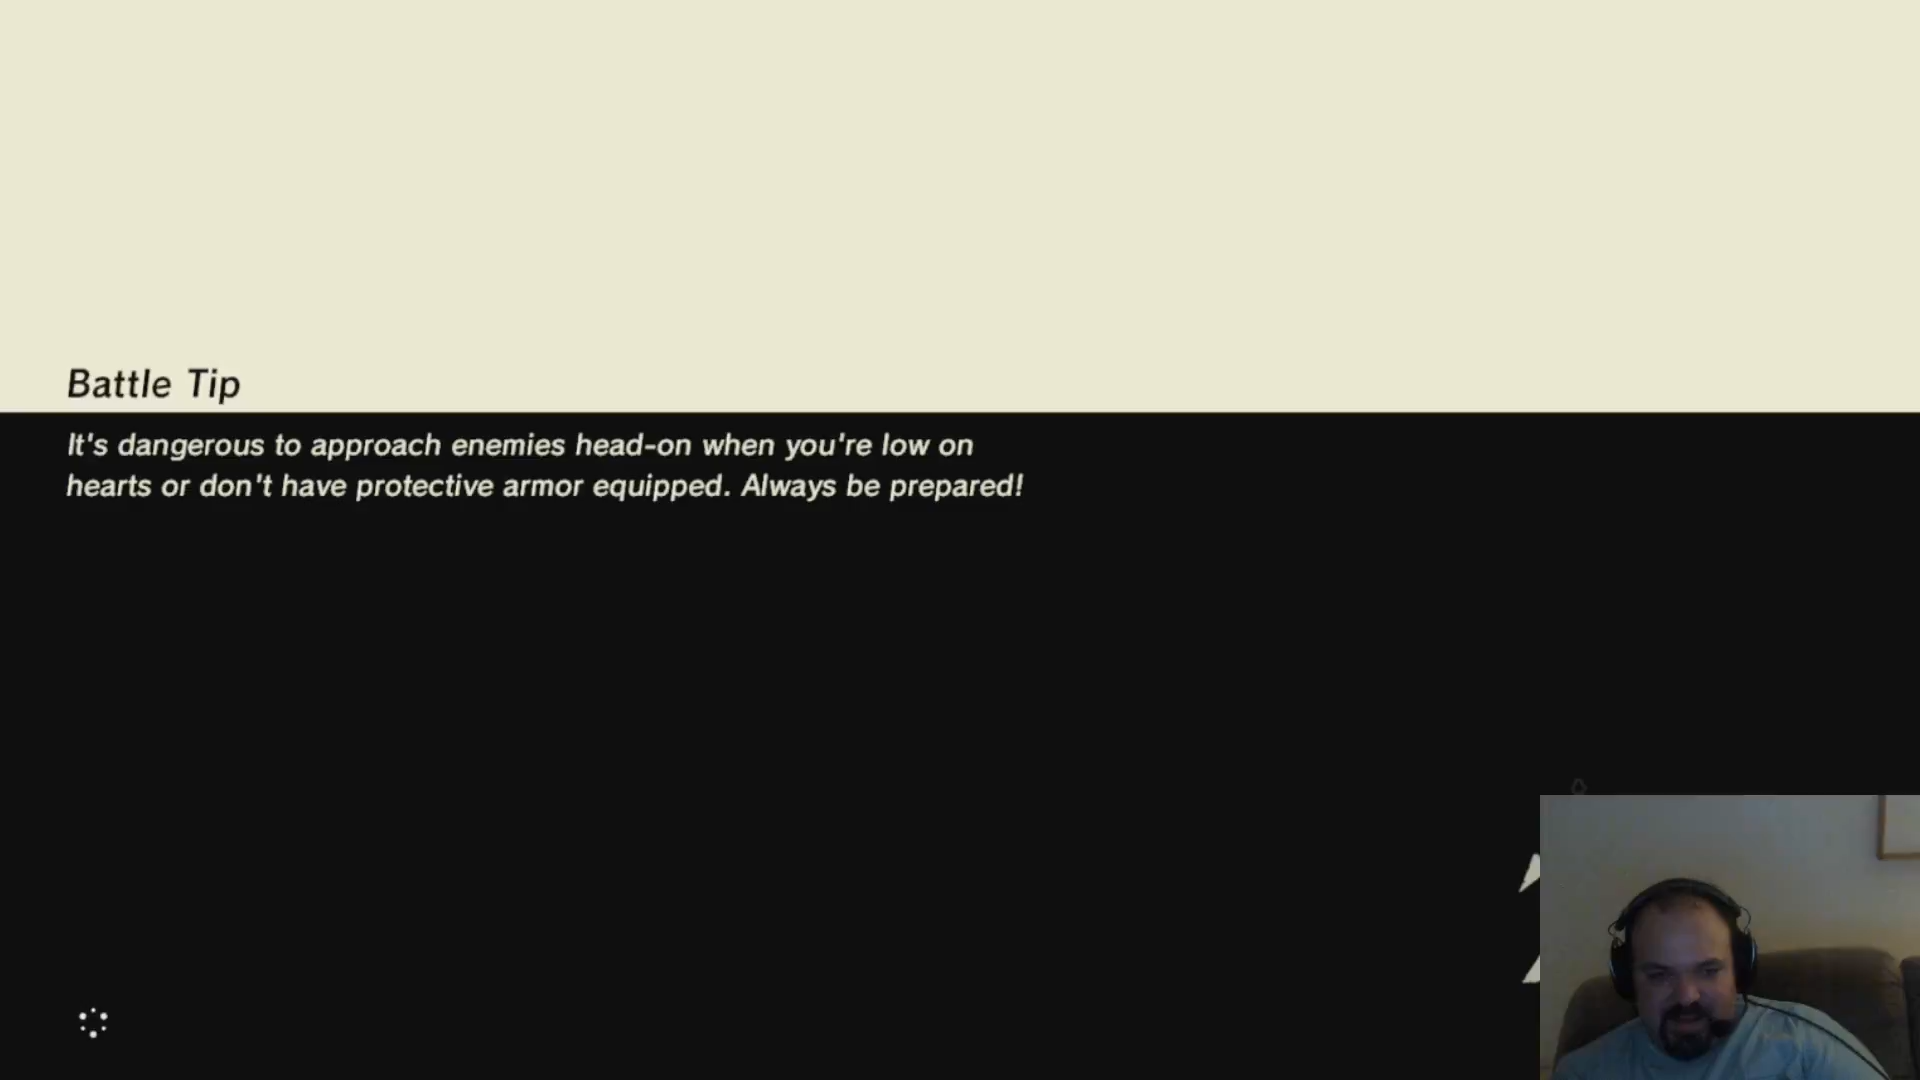 Battle Tip
It's dangerous to approach enemies head-on when you're low on
hearts or don't have protective armor equipped. Always be prepared!